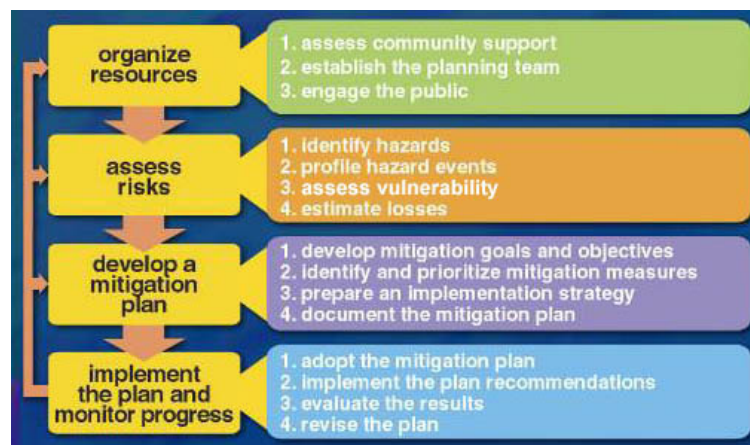 organize
resources
1. assess community support
2. establish the planning team
3. engage the public
assess
risks
1. identify hazards
2. profile hazard events
3. assess vulnerability
4. estimate losses
develop a
mitigation
plan
1. develop mitigation goals and objectives
2. identify and prioritize mitigation measures
3. prepare an implementation strategy
4. document the mitigation plan
implement
the plan and
monitor progress
1. adopt the mitigation plan
2. implement the plan recommendations
3. evaluate the results
4. revise the plan